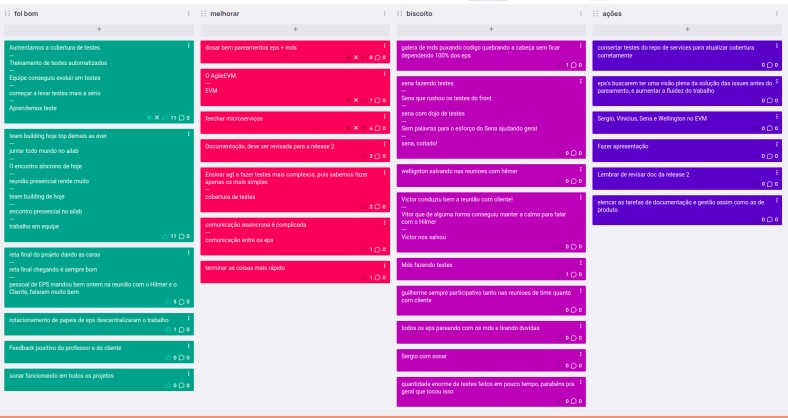 foi bom
+
Aumentamos a cobertura de testes
—
Treinamento de testes automatizados
—
Equipe conseguiu evoluir em testes
—
começar a levar testes mais a sério
—
Aprendemos teste
11 0
team building hoje top demais as ever
—
juntar todo mundo no ailab
—
O encontro síncrono de hoje
—
reunião presencial rende muito
—
team building de hoje
—
encontro presencial no ailab
—
trabalho em equipe
11 0
reta final do projeto dando as caras
—
reta final chegando é sempre bom
—
pessoal de EPS mandou bem ontem na reunião com o Hilmer e o
Cliente, falaram muito bem
0
rotacionamento de papeis de eps descentralizaram o trabalho
1 0
Feedback positivo do professor e do cliente
0 0
sonar funcionando em todos os projetos
0 0
melhorar
+
dosar bem pareamentos eps + mds
8 0
O AgileEVM
—
EVM
7 0
feechar microserviços
4 0
Documentação, deve ser revisada para a release 2
2 0
Ensinar agt a fazer testes mais complexos, pois sabemos fazer
apenas os mais simples
—
cobertura de testes
2 0
comunicação assíncrona é complicada
—
comunicação entre os eps
1 0
terminar as coisas mais rápido
1 0
biscoito
+
galera de mds puxando codigo quebrando a cabeça sem ficar
dependendo 100% dos eps
1 0
sena fazendo testes
—
Sena que rushou os testes do front
—
sena com dojo de testes
—
Sem palavras para o esforço do Sena ajudando geral
—
sena, coitado!
0 0
wellignton salvando nas reunioes com hilmer
0 0
Victor conduziu bem a reunião com cliente!
—
Vitor que de alguma forma conseguiu manter a calma para falar
com o Hilmer
—
Victor nos salvou
0 0
Mds fazendo testes
1 0
guilherme sempre participativo tanto nas reunioes de time quanto
com cliente
0 0
todos os eps pareando com os mds e tirando duvidas
0 0
Sergio com sonar
0 0
quantidade enorme de testes feitos em pouco tempo, parabéns pra
geral que tocou isso
0 0
ações
+
consertar testes do repo de services para atualizar cobertura
corretamente
0 0
eps's buscarem ter uma visão plena da solução das issues antes do
pareamento, e aumentar a fluidez do trabalho
0 0
Sergio, Vinicius, Sena e Wellington no EVM
0 0
Fazer apresentação
0 0
Lembrar de revisar doc da release 2
0 0
elencar as tarefas de documentação e gestão assim como as de
produto
0 0